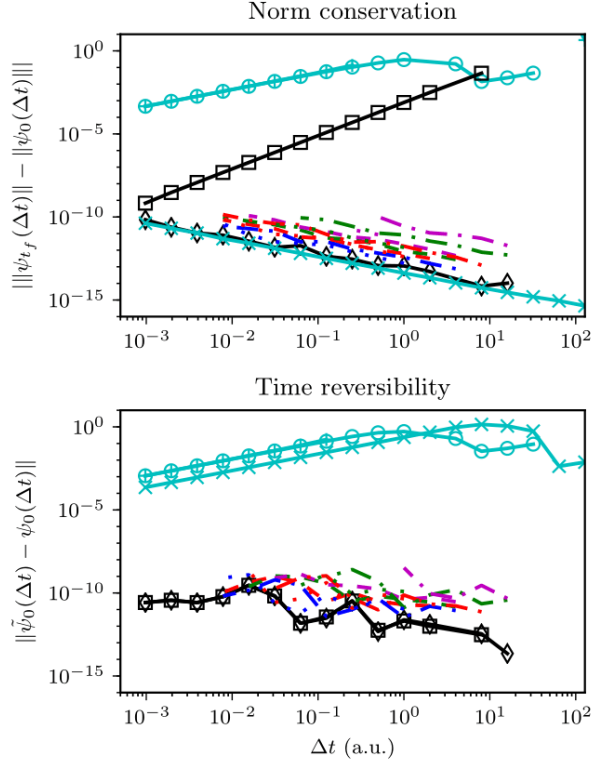 Norm conservation
|||ψ_{t_f}(Δt)|| − ||ψ_0(Δt)|||
10^0
10^{−5}
10^{−10}
10^{−15}
10^{−3} 10^{−2} 10^{−1} 10^0 10^1 10^2
Time reversibility
||ψ̃_0(Δt) − ψ_0(Δt)||
10^0
10^{−5}
10^{−10}
10^{−15}
10^{−3} 10^{−2} 10^{−1} 10^0 10^1 10^2
Δt (a.u.)